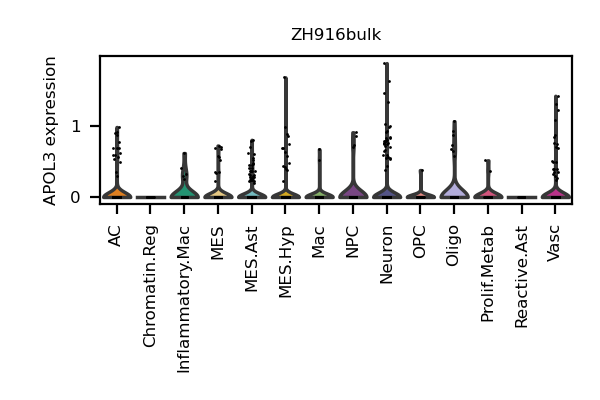 ZH916bulk
APOL3 expression
1
0
AC
Chromatin.Reg
Inflammatory.Mac
MES
MES.Ast
MES.Hyp
Mac
NPC
Neuron
OPC
Oligo
Prolif.Metab
Reactive.Ast
Vasc